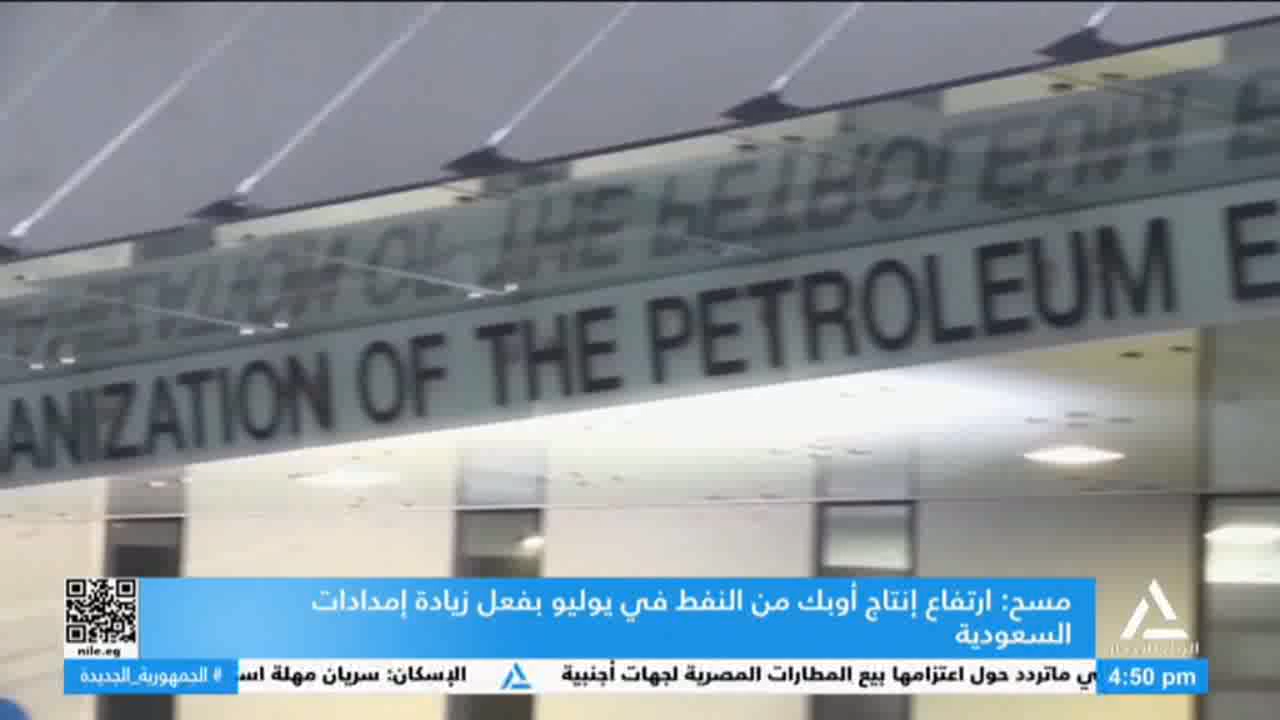 ANIZATION OF THE PETROLEUM E
مسح: ارتفاع إنتاج أوبك من النفط في يوليو بفعل زيادة إمدادات
السعودية
nile.eg
# الجمهورية_الجديدة
ماتردد حول اعتزامها بيع المطارات المصرية لجهات أجنبية
الإسكان: سريان مهلة
4:50 pm